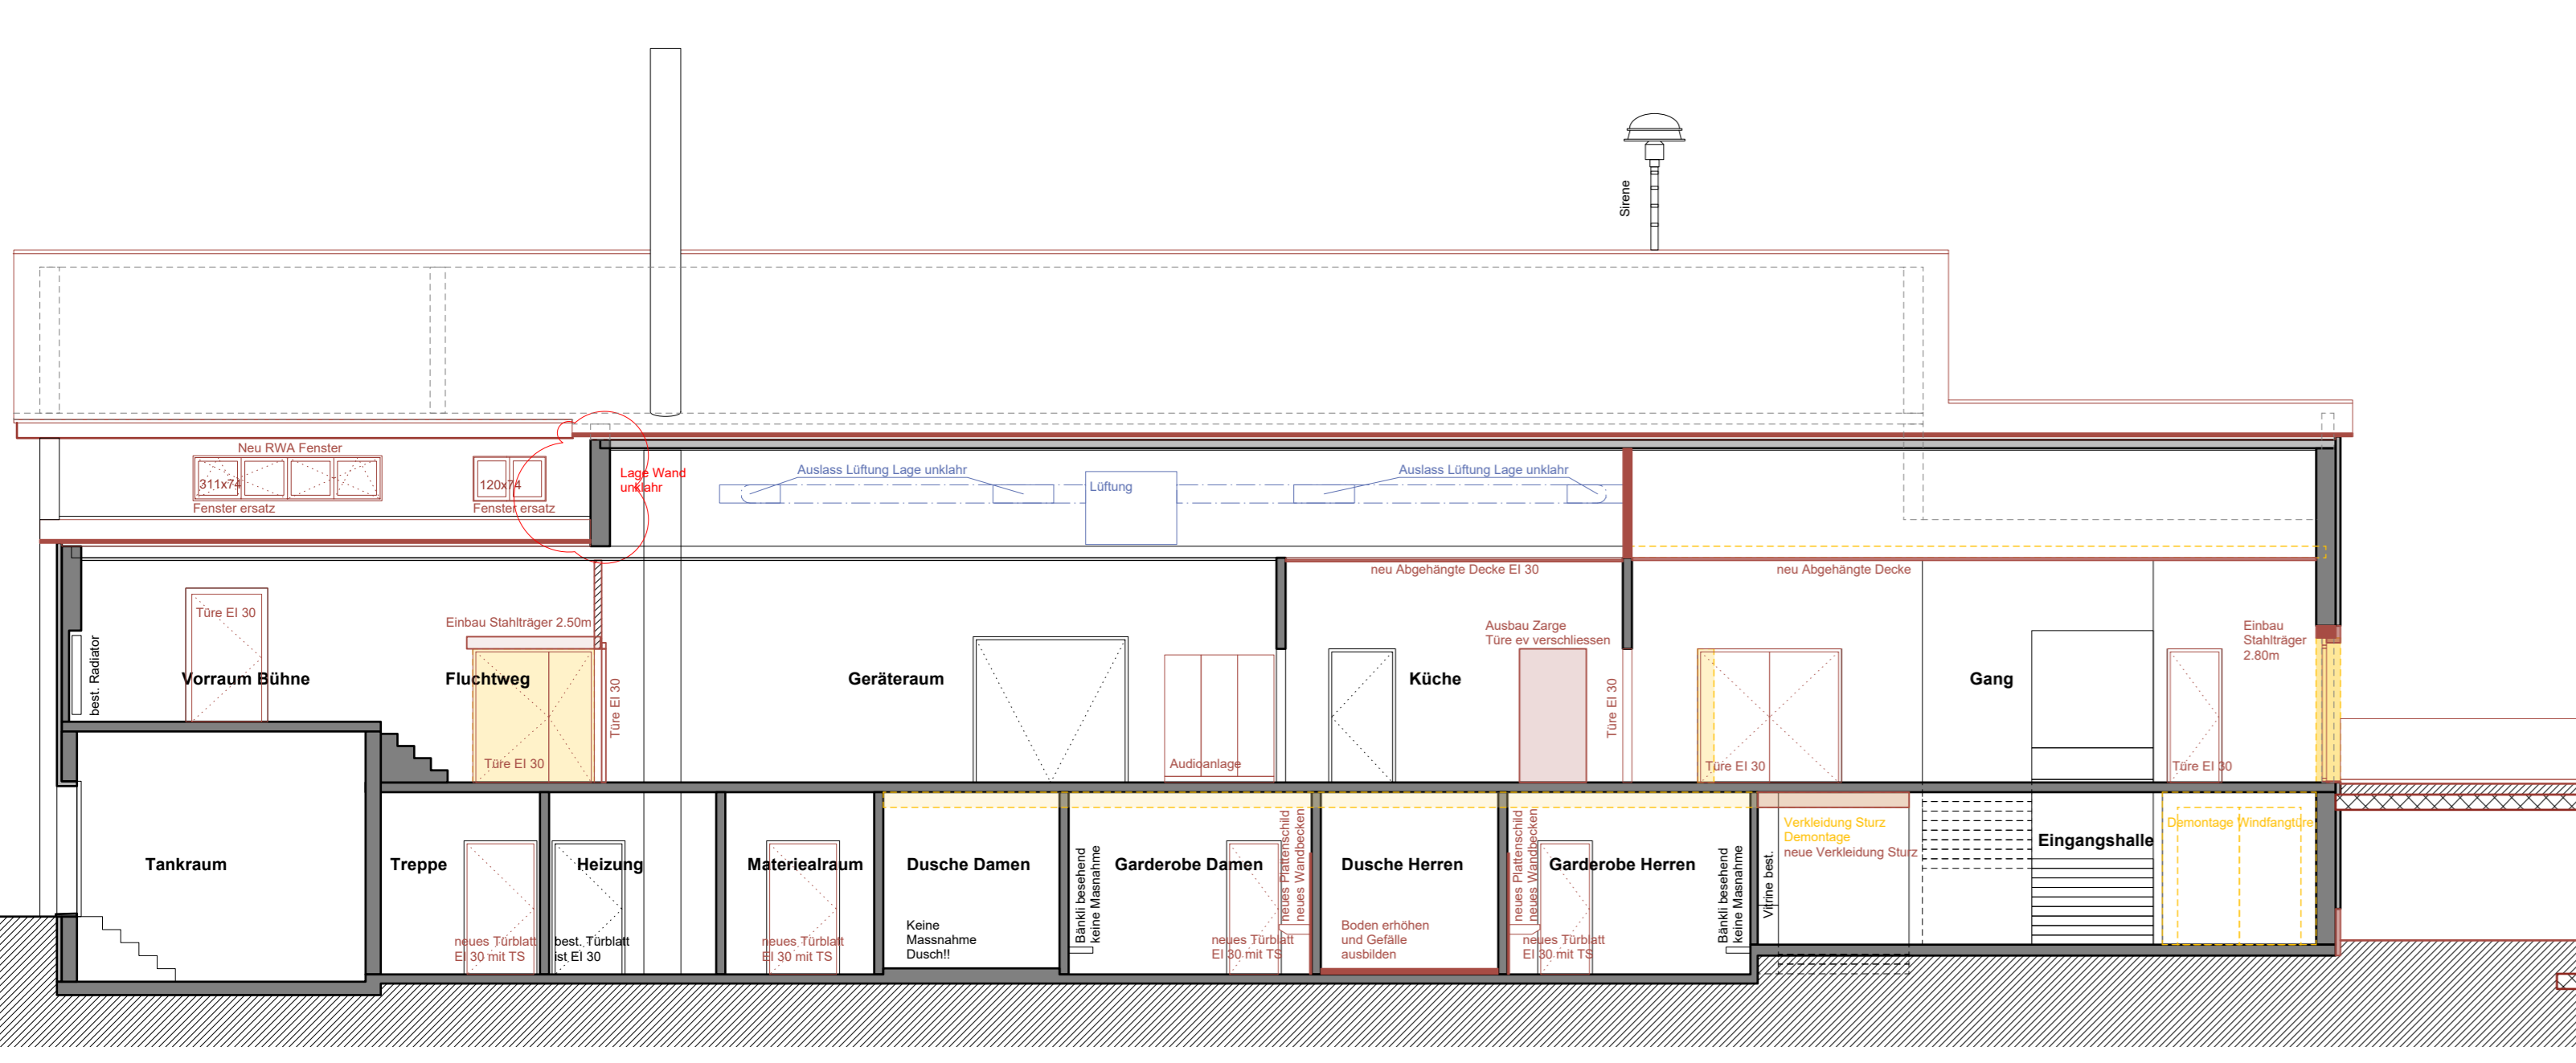 Sirene
Neu RWA Fenster
311x74
120x74
Fenster ersatz
Fenster ersatz
Lage Wand
unklahr
Auslass Lüftung Lage unklahr
Lüftung
Auslass Lüftung Lage unklahr
neu Abgehängte Decke EI 30
neu Abgehängte Decke
Türe EI 30
best. Radiator
Vorraum Bühne
Einbau Stahlträger 2.50m
Fluchtweg
Türe EI 30
Türe EI 30
Geräteraum
Audioanlage
Küche
Ausbau Zarge
Türe ev verschliessen
Türe EI 30
Türe EI 30
Gang
Türe EI 30
Einbau
Stahlträger
2.80m
Tankraum
Treppe
neues Türblatt
EI 30 mit TS
Heizung
best. Türblatt
ist EI 30
Materiealraum
neues Türblatt
EI 30 mit TS
Dusche Damen
Keine
Massnahme
Dusch!!
Bänkli besehend
keine Masnahme
Garderobe Damen
neues Türblatt
EI 30 mit TS
neues Plattenschild
neues Wandbecken
Dusche Herren
Boden erhöhen
und Gefälle
ausbilden
neues Plattenschild
neues Wandbecken
Garderobe Herren
neues Türblatt
EI 30 mit TS
Bänkli besehend
keine Masnahme
Vitrine best.
Verkleidung Sturz
Demontage
neue Verkleidung Sturz
Eingangshalle
Demontage Windfangtüre